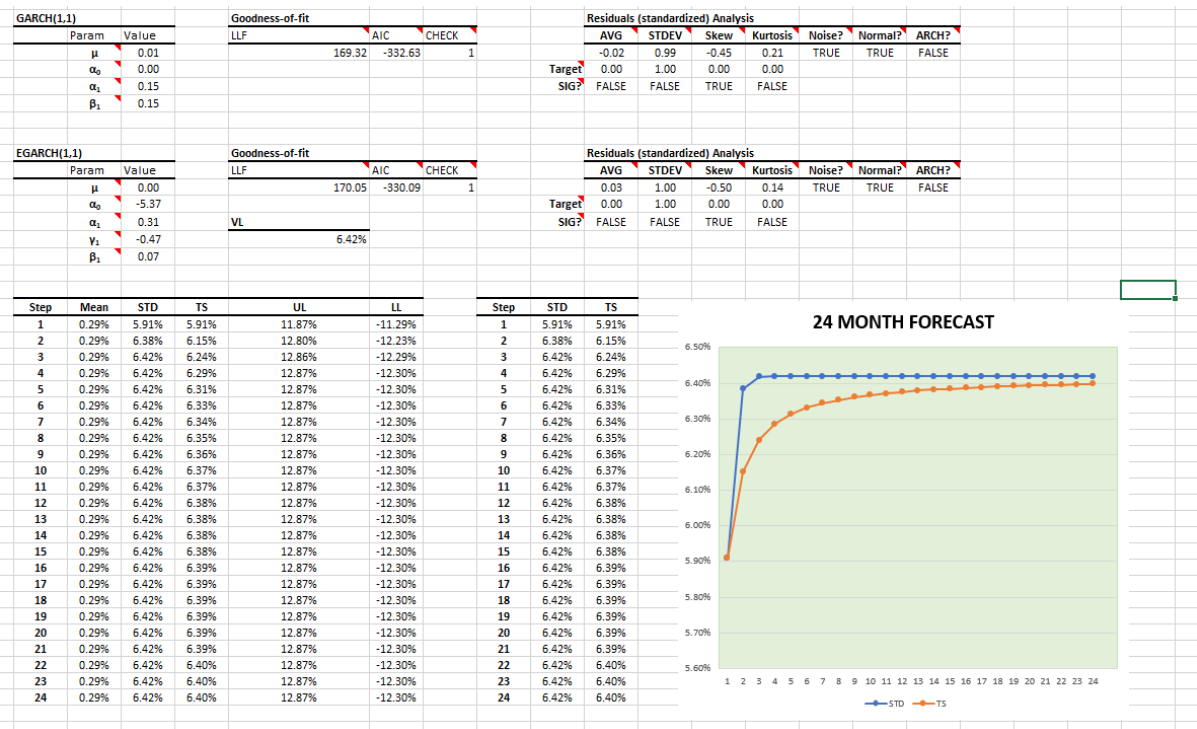 GARCH(1,1) Goodness-of-fit Residuals (standardized) Analysis
Param Value LLF AIC CHECK AVG STDEV Skew Kurtosis Noise? Normal? ARCH?
μ 0.01 169.32 -332.63 1 -0.02 0.99 -0.45 0.21 TRUE TRUE FALSE
α₀ 0.00 Target 0.00 1.00 0.00 0.00
α₁ 0.15 SIG? FALSE FALSE TRUE FALSE
β₁ 0.15
EGARCH(1,1) Goodness-of-fit Residuals (standardized) Analysis
Param Value LLF AIC CHECK AVG STDEV Skew Kurtosis Noise? Normal? ARCH?
μ 0.00 170.05 -330.09 1 0.03 1.00 -0.50 0.14 TRUE TRUE FALSE
α₀ -5.37 Target 0.00 1.00 0.00 0.00
α₁ 0.31 VL SIG? FALSE FALSE TRUE FALSE
γ₁ -0.47 6.42%
β₁ 0.07
Step Mean STD TS UL LL Step STD TS
1 0.29% 5.91% 5.91% 11.87% -11.29% 1 5.91% 5.91%
2 0.29% 6.38% 6.15% 12.80% -12.23% 2 6.38% 6.15%
3 0.29% 6.42% 6.24% 12.86% -12.29% 3 6.42% 6.24%
4 0.29% 6.42% 6.29% 12.87% -12.30% 4 6.42% 6.29%
5 0.29% 6.42% 6.31% 12.87% -12.30% 5 6.42% 6.31%
6 0.29% 6.42% 6.33% 12.87% -12.30% 6 6.42% 6.33%
7 0.29% 6.42% 6.34% 12.87% -12.30% 7 6.42% 6.34%
8 0.29% 6.42% 6.35% 12.87% -12.30% 8 6.42% 6.35%
9 0.29% 6.42% 6.36% 12.87% -12.30% 9 6.42% 6.36%
10 0.29% 6.42% 6.37% 12.87% -12.30% 10 6.42% 6.37%
11 0.29% 6.42% 6.37% 12.87% -12.30% 11 6.42% 6.37%
12 0.29% 6.42% 6.38% 12.87% -12.30% 12 6.42% 6.38%
13 0.29% 6.42% 6.38% 12.87% -12.30% 13 6.42% 6.38%
14 0.29% 6.42% 6.38% 12.87% -12.30% 14 6.42% 6.38%
15 0.29% 6.42% 6.38% 12.87% -12.30% 15 6.42% 6.38%
16 0.29% 6.42% 6.39% 12.87% -12.30% 16 6.42% 6.39%
17 0.29% 6.42% 6.39% 12.87% -12.30% 17 6.42% 6.39%
18 0.29% 6.42% 6.39% 12.87% -12.30% 18 6.42% 6.39%
19 0.29% 6.42% 6.39% 12.87% -12.30% 19 6.42% 6.39%
20 0.29% 6.42% 6.39% 12.87% -12.30% 20 6.42% 6.39%
21 0.29% 6.42% 6.39% 12.87% -12.30% 21 6.42% 6.39%
22 0.29% 6.42% 6.40% 12.87% -12.30% 22 6.42% 6.40%
23 0.29% 6.42% 6.40% 12.87% -12.30% 23 6.42% 6.40%
24 0.29% 6.42% 6.40% 12.87% -12.30% 24 6.42% 6.40%
24 MONTH FORECAST
6.50%
6.40%
6.30%
6.20%
6.10%
6.00%
5.90%
5.80%
5.70%
5.60%
1 2 3 4 5 6 7 8 9 10 11 12 13 14 15 16 17 18 19 20 21 22 23 24
STD TS